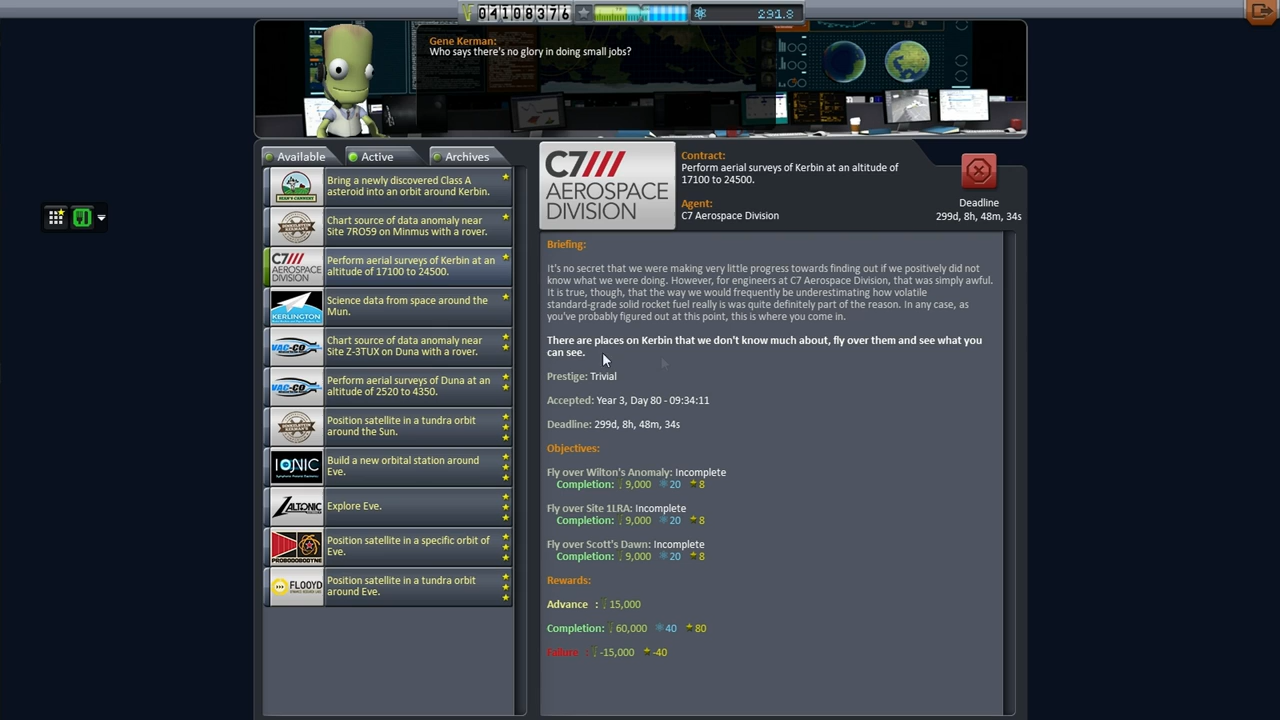 04108376
291.8
Gene Kerman:
Who says there's no glory in doing small jobs?
Available
Active
Archives
Bring a newly discovered Class A
asteroid into an orbit around Kerbin.
Chart source of data anomaly near
Site 7RO59 on Minmus with a rover.
C7///
AEROSPACE
DIVISION
Perform aerial surveys of Kerbin at an
altitude of 17100 to 24500.
KERLINGTON
Science data from space around the
Mun.
VAC-CO
Chart source of data anomaly near
Site Z-3TUX on Duna with a rover.
VAC-CO
Perform aerial surveys of Duna at an
altitude of 2520 to 4350.
Position satellite in a tundra orbit
around the Sun.
IONIC
Build a new orbital station around
Eve.
ZALTONIC
Explore Eve.
PROBODOBODYNE
Position satellite in a specific orbit of
Eve.
FLOOYD
Position satellite in a tundra orbit
around Eve.
C7///
AEROSPACE
DIVISION
Contract:
Perform aerial surveys of Kerbin at an altitude of
17100 to 24500.
Agent:
C7 Aerospace Division
Deadline
299d, 8h, 48m, 34s
Briefing:
It's no secret that we were making very little progress towards finding out if we positively did not
know what we were doing. However, for engineers at C7 Aerospace Division, that was simply awful.
It is true, though, that the way we would frequently be underestimating how volatile
standard-grade solid rocket fuel really is was quite definitely part of the reason. In any case, as
you've probably figured out at this point, this is where you come in.
There are places on Kerbin that we don't know much about, fly over them and see what you
can see.
Prestige: Trivial
Accepted: Year 3, Day 80 - 09:34:11
Deadline: 299d, 8h, 48m, 34s
Objectives:
Fly over Wilton's Anomaly: Incomplete
Completion: 9,000 20 8
Fly over Site 1LRA: Incomplete
Completion: 9,000 20 8
Fly over Scott's Dawn: Incomplete
Completion: 9,000 20 8
Rewards:
Advance : 15,000
Completion: 60,000 40 80
Failure : -15,000 -40